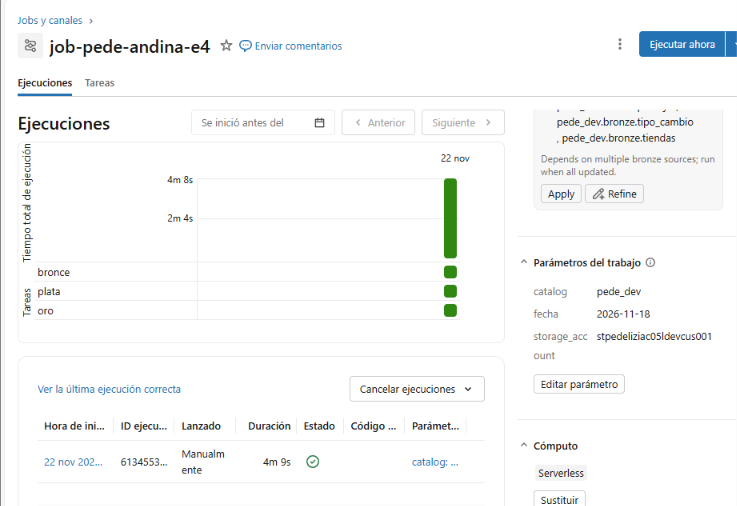 Jobs y canales
job-pede-andina-e4
Enviar comentarios
Ejecutar ahora
Ejecuciones
Tareas
Ejecuciones
Se inició antes del
Anterior
Siguiente
22 nov
Tiempo total de ejecución
4m 8s
2m 4s
Tareas
bronce
plata
oro
Ver la última ejecución correcta
Cancelar ejecuciones
Hora de ini... ID ejecu... Lanzado Duración Estado Código ... Parámet...
22 nov 202... 6134553... Manualm 4m 9s catalog: ...
ente
pede_dev.bronze.tipo_cambio
, pede_dev.bronze.tiendas
Depends on multiple bronze sources; run
when all updated.
Apply
Refine
Parámetros del trabajo
catalog pede_dev
fecha 2026-11-18
storage_acc stpedeliziac05ldevcus001
ount
Editar parámetro
Cómputo
Serverless
Sustituir